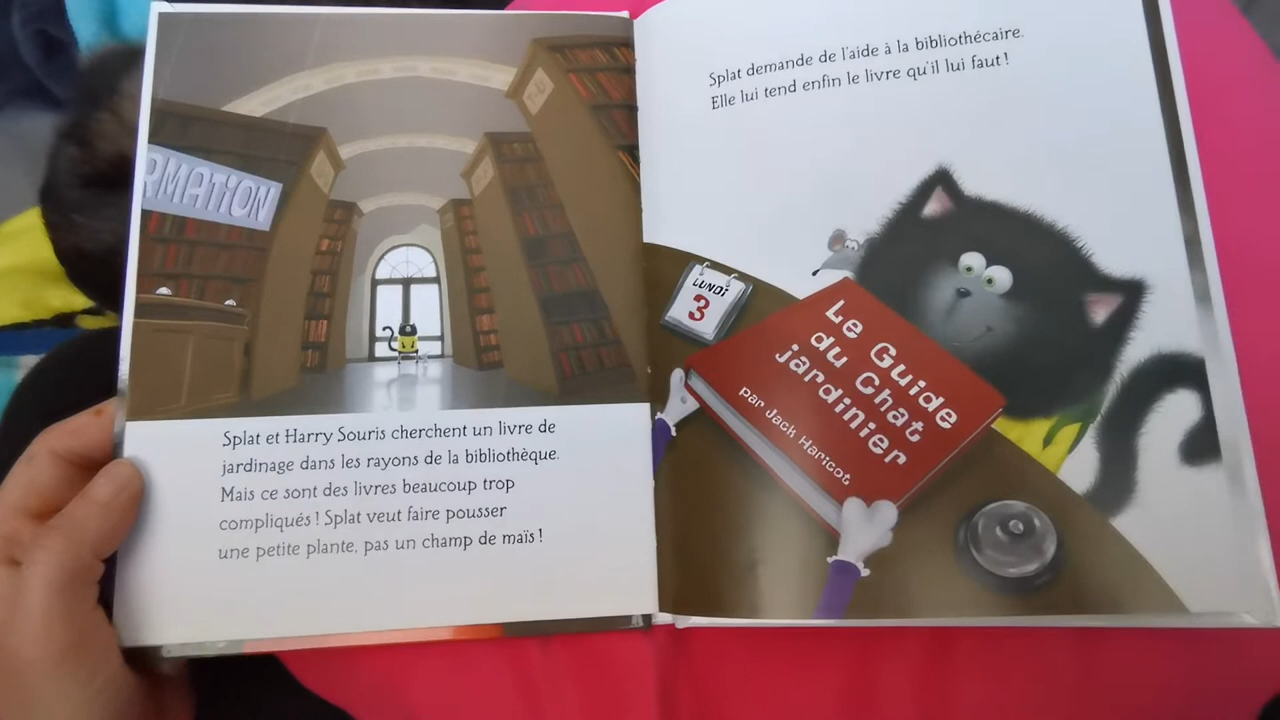 RMATION
Splat et Harry Souris cherchent un livre de
jardinage dans les rayons de la bibliothèque.
Mais ce sont des livres beaucoup trop
compliqués ! Splat veut faire pousser
une petite plante, pas un champ de maïs !
Splat demande de l'aide à la bibliothécaire.
Elle lui tend enfin le livre qu'il lui faut !
LUNDI
3
Le Guide
du Chat
jardinier
par Jack Haricot